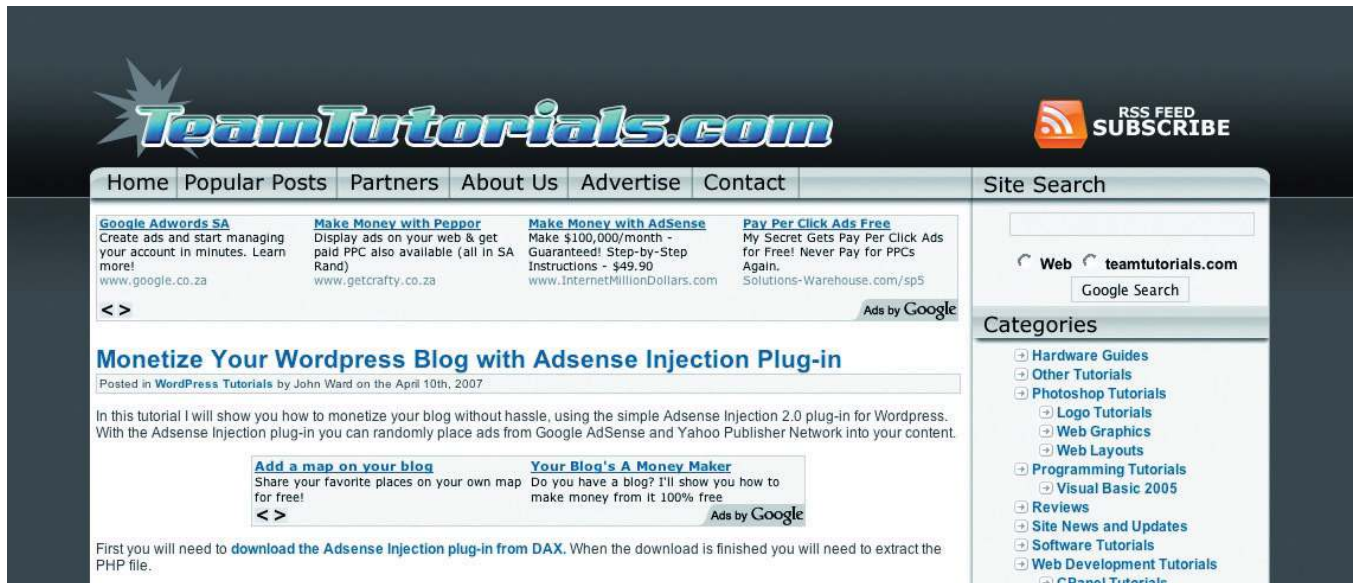 TeamTutorials.com
RSS FEED
SUBSCRIBE
Home Popular Posts Partners About Us Advertise Contact
Site Search
Google Adwords SA
Create ads and start managing
your account in minutes. Learn
more!
www.google.co.za
Make Money with Peppor
Display ads on your web & get
paid PPC also available (all in SA
Rand)
www.getcrafty.co.za
Make Money with AdSense
Make $100,000/month -
Guaranteed! Step-by-Step
Instructions - $49.90
www.InternetMillionDollars.com
Pay Per Click Ads Free
My Secret Gets Pay Per Click Ads
for Free! Never Pay for PPCs
Again.
Solutions-Warehouse.com/sp5
< >
Ads by Google
Web teamtutorials.com
Google Search
Monetize Your Wordpress Blog with Adsense Injection Plug-in
Posted in WordPress Tutorials by John Ward on the April 10th, 2007
In this tutorial I will show you how to monetize your blog without hassle, using the simple Adsense Injection 2.0 plug-in for Wordpress.
With the Adsense Injection plug-in you can randomly place ads from Google AdSense and Yahoo Publisher Network into your content.
Add a map on your blog
Share your favorite places on your own map
for free!
Your Blog's A Money Maker
Do you have a blog? I'll show you how to
make money from it 100% free
< >
Ads by Google
First you will need to download the Adsense Injection plug-in from DAX. When the download is finished you will need to extract the
PHP file.
Categories
Hardware Guides
Other Tutorials
Photoshop Tutorials
Logo Tutorials
Web Graphics
Web Layouts
Programming Tutorials
Visual Basic 2005
Reviews
Site News and Updates
Software Tutorials
Web Development Tutorials
CPanel Tutorials